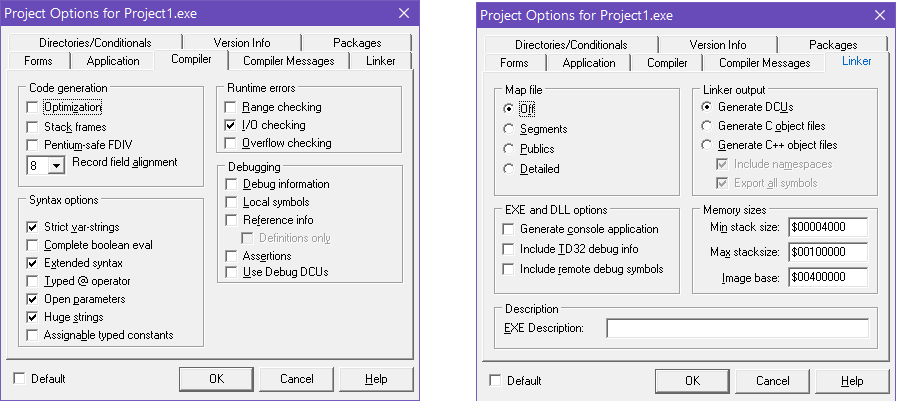 Project Options for Project1.exe
Directories/Conditionals Version Info Packages
Forms Application Compiler Compiler Messages Linker
Code generation
Optimization
Stack frames
Pentium-safe FDIV
8 Record field alignment
Syntax options
Strict var-strings
Complete boolean eval
Extended syntax
Typed @ operator
Open parameters
Huge strings
Assignable typed constants
Runtime errors
Range checking
I/O checking
Overflow checking
Debugging
Debug information
Local symbols
Reference info
Definitions only
Assertions
Use Debug DCUs
Default OK Cancel Help
Project Options for Project1.exe
Directories/Conditionals Version Info Packages
Forms Application Compiler Compiler Messages Linker
Map file
Off
Segments
Publics
Detailed
Linker output
Generate DCUs
Generate C object files
Generate C++ object files
Include namespaces
Export all symbols
EXE and DLL options
Generate console application
Include TD32 debug info
Include remote debug symbols
Memory sizes
Min stack size: $00004000
Max stacksize: $00100000
Image base: $00400000
Description
EXE Description:
Default OK Cancel Help